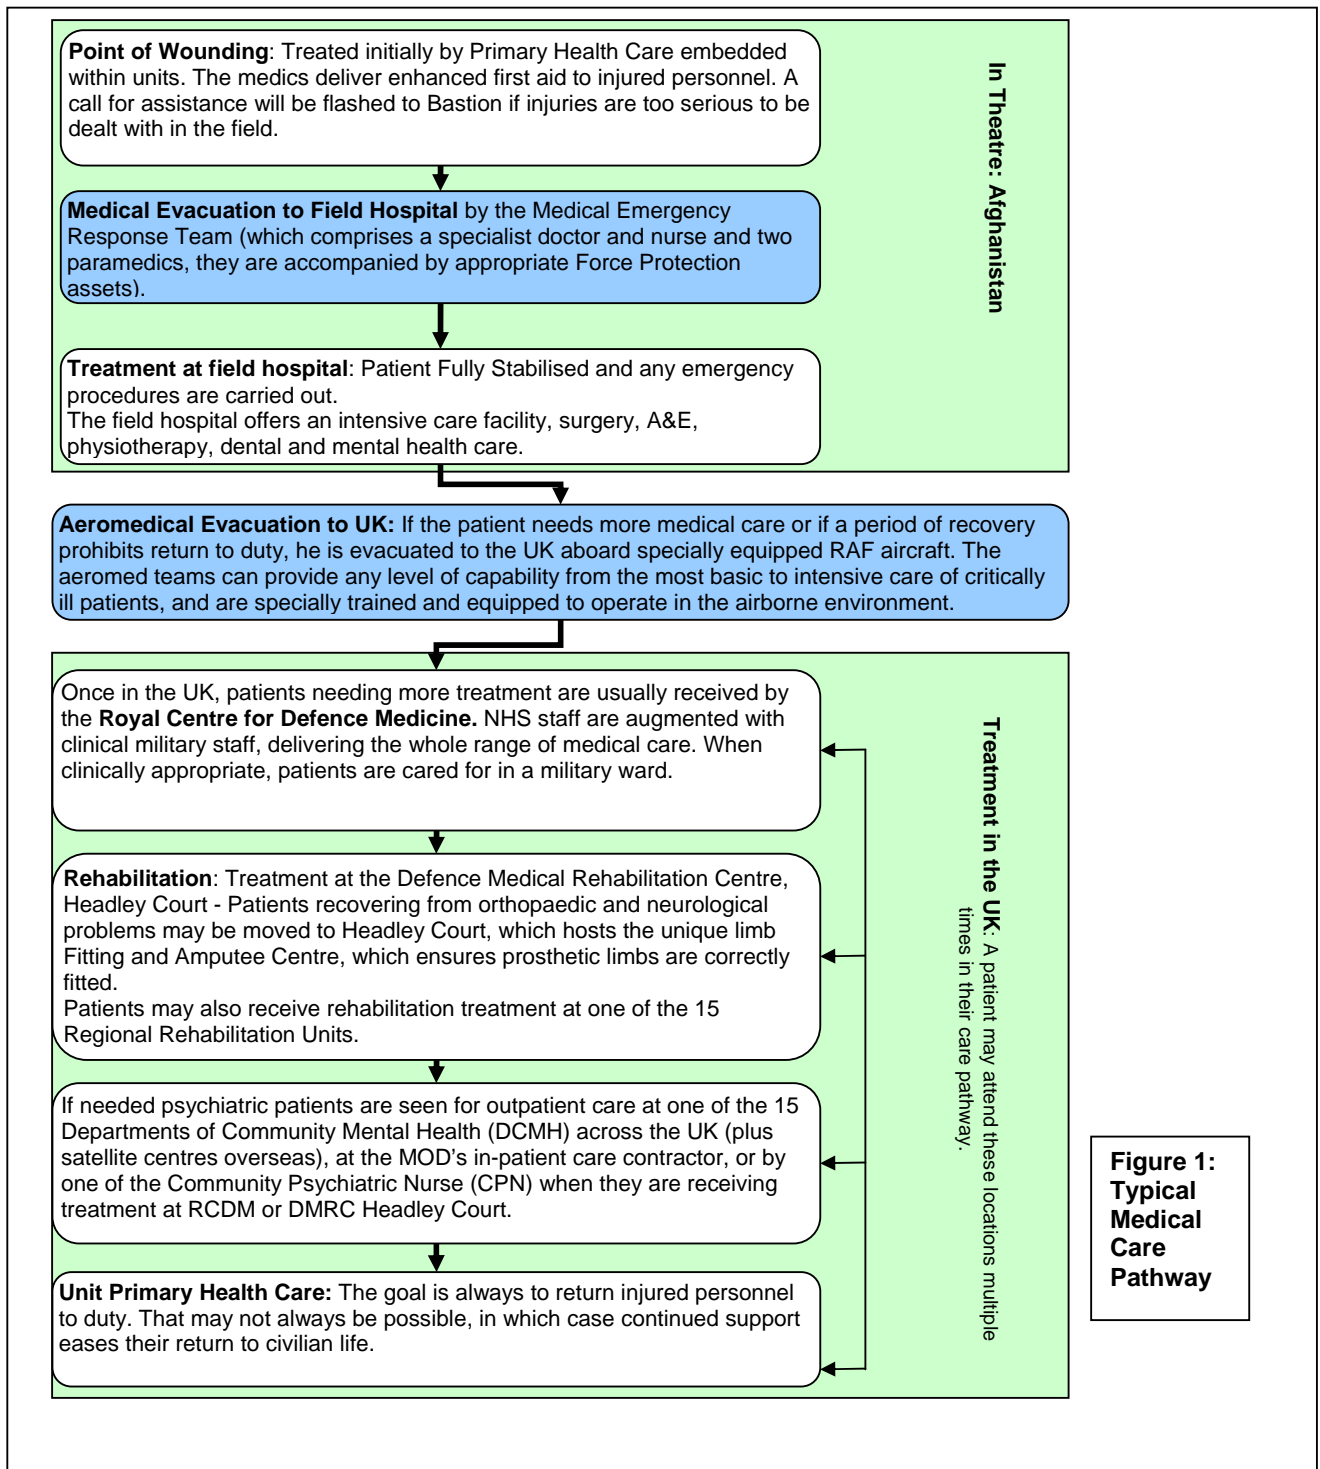 Point of Wounding: Treated initially by Primary Health Care embedded
within units. The medics deliver enhanced first aid to injured personnel. A
call for assistance will be flashed to Bastion if injuries are too serious to be
dealt with in the field.
In Theatre: Afghanistan
Medical Evacuation to Field Hospital by the Medical Emergency
Response Team (which comprises a specialist doctor and nurse and two
paramedics, they are accompanied by appropriate Force Protection
assets).
Treatment at field hospital: Patient Fully Stabilised and any emergency
procedures are carried out.
The field hospital offers an intensive care facility, surgery, A&E,
physiotherapy, dental and mental health care.
Aeromedical Evacuation to UK: If the patient needs more medical care or if a period of recovery
prohibits return to duty, he is evacuated to the UK aboard specially equipped RAF aircraft. The
aeromed teams can provide any level of capability from the most basic to intensive care of critically
ill patients, and are specially trained and equipped to operate in the airborne environment.
Once in the UK, patients needing more treatment are usually received by
the Royal Centre for Defence Medicine. NHS staff are augmented with
clinical military staff, delivering the whole range of medical care. When
clinically appropriate, patients are cared for in a military ward.
Treatment in the UK: A patient may attend these locations multiple
times in their care pathway.
Rehabilitation: Treatment at the Defence Medical Rehabilitation Centre,
Headley Court - Patients recovering from orthopaedic and neurological
problems may be moved to Headley Court, which hosts the unique limb
Fitting and Amputee Centre, which ensures prosthetic limbs are correctly
fitted.
Patients may also receive rehabilitation treatment at one of the 15
Regional Rehabilitation Units.
If needed psychiatric patients are seen for outpatient care at one of the 15
Departments of Community Mental Health (DCMH) across the UK (plus
satellite centres overseas), at the MOD's in-patient care contractor, or by
one of the Community Psychiatric Nurse (CPN) when they are receiving
treatment at RCDM or DMRC Headley Court.
Unit Primary Health Care: The goal is always to return injured personnel
to duty. That may not always be possible, in which case continued support
eases their return to civilian life.
Figure 1:
Typical
Medical
Care
Pathway